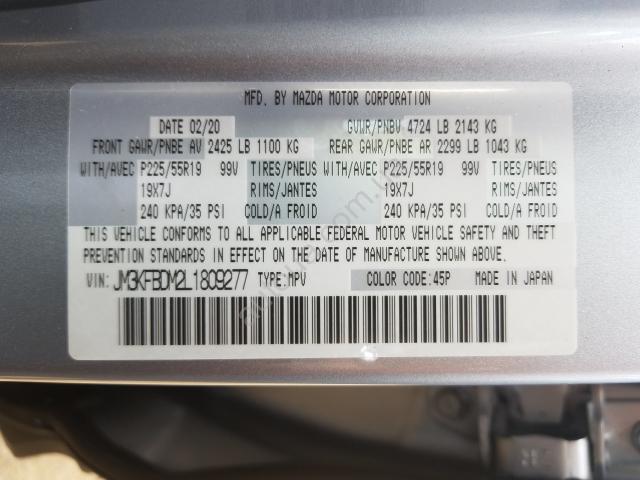 MFD. BY MAZDA MOTOR CORPORATION
DATE 02/20 GVWR/PNBV 4724 LB 2143 KG
FRONT GAWR/PNBE AV 2425 LB 1100 KG REAR GAWR/PNBE AR 2299 LB 1043 KG
WITH/AVEC P225/55R19 99V TIRES/PNEUS P225/55R19 99V TIRES/PNEUS
19X7J RIMS/JANTES 19X7J RIMS/JANTES
240 KPA/35 PSI COLD/A FROID 240 KPA/35 PSI COLD/A FROID
THIS VEHICLE CONFORMS TO ALL APPLICABLE FEDERAL MOTOR VEHICLE SAFETY AND THEFT
PREVENTION STANDARDS IN EFFECT ON THE DATE OF MANUFACTURE SHOWN ABOVE.
VIN: JM3KFBDM2L1809277 TYPE:MPV COLOR CODE:45P MADE IN JAPAN